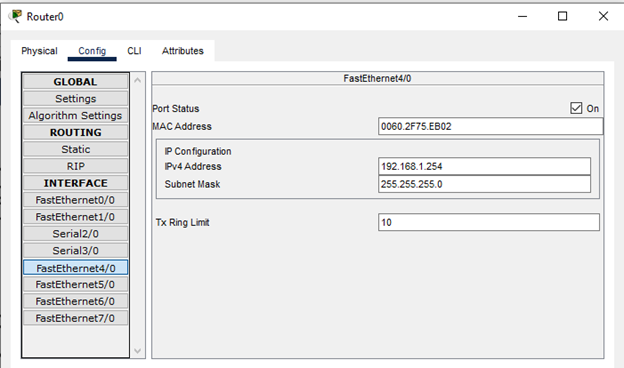 Router0
Physical Config CLI Attributes
GLOBAL
Settings
Algorithm Settings
ROUTING
Static
RIP
INTERFACE
FastEthernet0/0
FastEthernet1/0
Serial2/0
Serial3/0
FastEthernet4/0
FastEthernet5/0
FastEthernet6/0
FastEthernet7/0
FastEthernet4/0
Port Status On
MAC Address 0060.2F75.EB02
IP Configuration
IPv4 Address 192.168.1.254
Subnet Mask 255.255.255.0
Tx Ring Limit 10